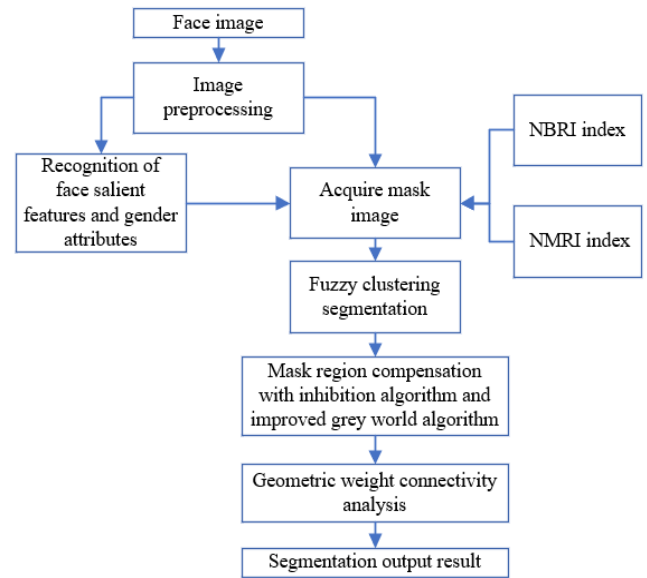 Face image
Image
preprocessing
NBRI index
Recognition of
face salient
features and gender
attributes
Acquire mask
image
NMRI index
Fuzzy clustering
segmentation
Mask region compensation
with inhibition algorithm and
improved grey world algorithm
Geometric weight connectivity
analysis
Segmentation output result